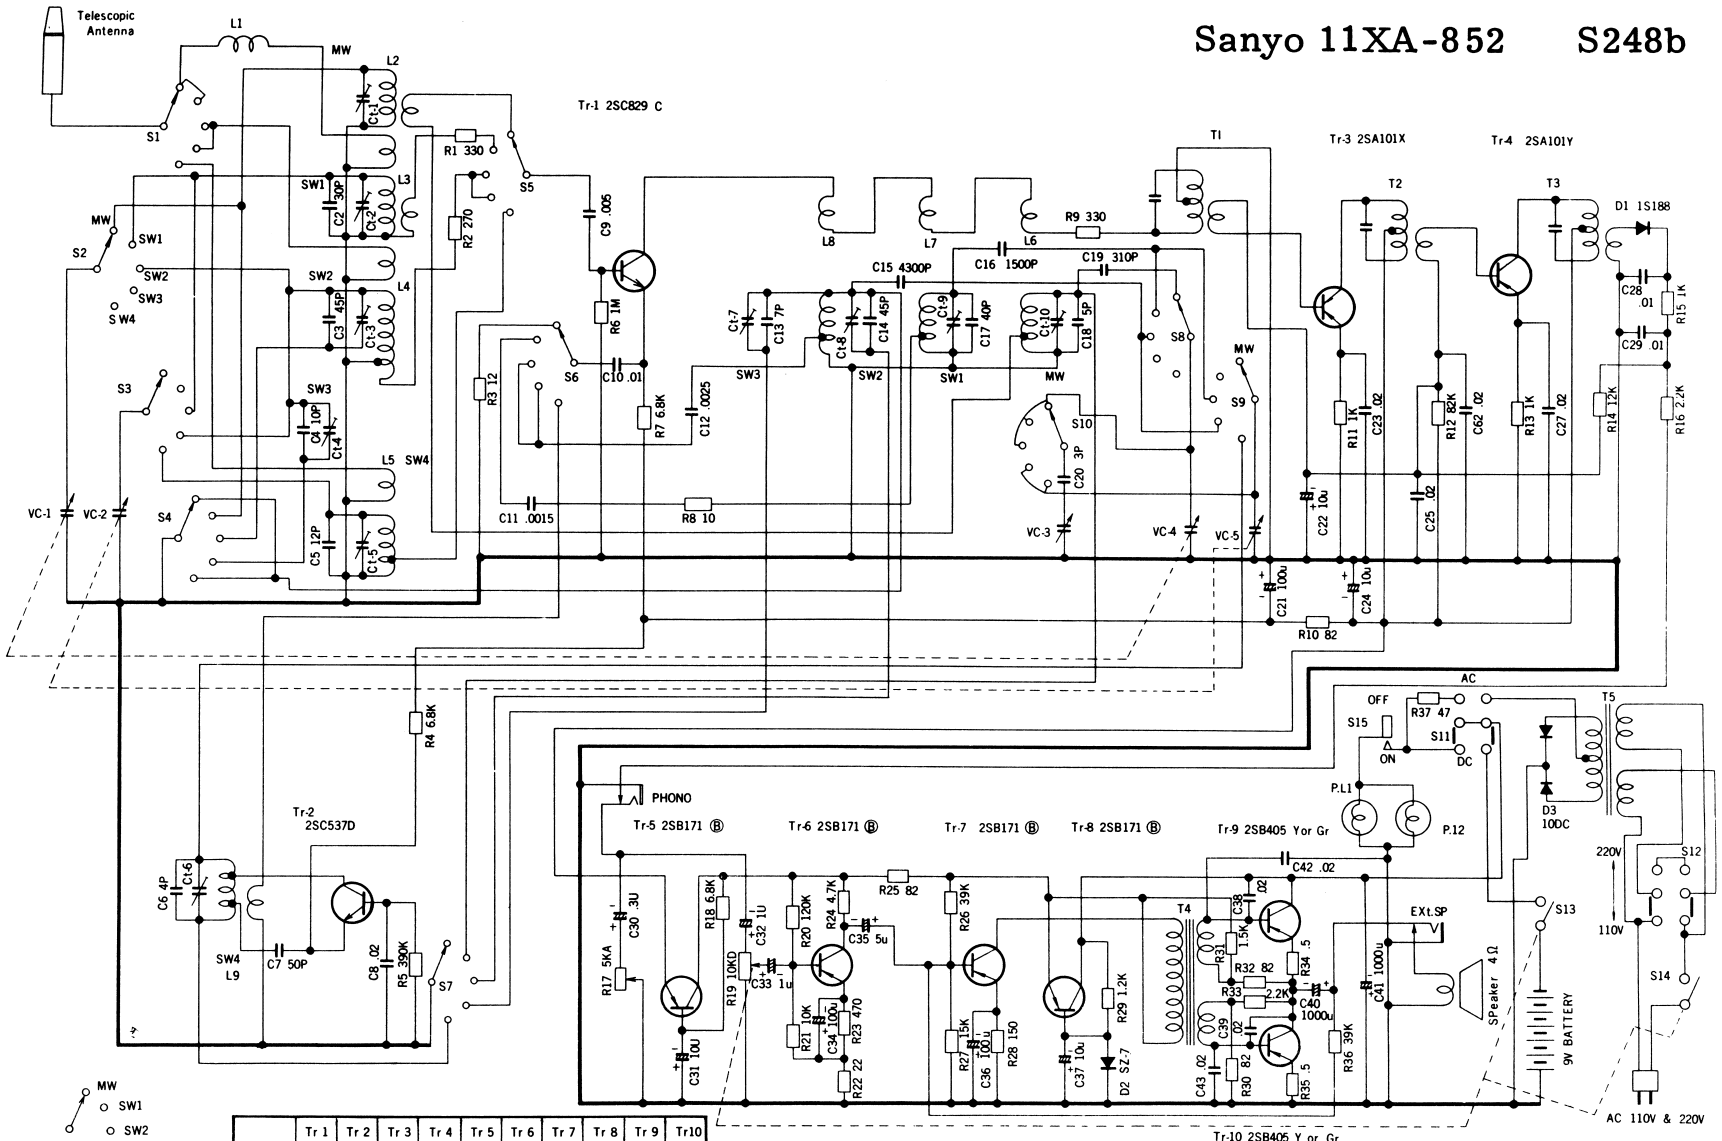 Sanyo 11XA-852 S248b
Telescopic
Antenna
L1
MW
L2
Ct-1
S1
Tr-1 2SC829 C
R1 330
S5
T1
Tr-3 2SA101X
Tr-4 2SA101Y
T2
T3
D1 1S188
SW1
L3
C2 30P
Ct-2
R2 270
C9 .005
L8
L7
L6
R9 330
MW
S2
SW1
SW2
SW3
SW4
SW2
L4
C3 45P
Ct-3
C15 4300P
C16 1500P
C19 310P
C28
.01
R15 1K
C29 .01
R6 1M
Ct-7
C13 7P
Ct-8
C14 45P
Ct-9
C17 40P
Ct-10
C18 5P
S8
MW
S9
S3
SW3
C4 10P
Ct-4
R3 12
S6
C10 .01
R7 6.8K
C12 .0025
SW3
SW2
SW1
MW
S10
C20 3P
R11 1K
C23 .02
R12 82K
C62 .02
R13 1K
C27 .02
R14 12K
R16 2.2K
L5 SW4
VC-1
VC-2
S4
C5 12P
Ct-5
C11 .0015
R8 10
VC-3
VC-4
VC-5
C22 10u
C25 .02
C21 100u
C24 10u
R10 82
AC
OFF
R37 47
T5
S15
S11
ON
DC
R4 6.8K
Tr-2
2SC537D
PHONO
P.L1
P.12
D3
10DC
Tr-5 2SB171 Ⓑ
Tr-6 2SB171 Ⓑ
Tr-7 2SB171 Ⓑ
Tr-8 2SB171 Ⓑ
Tr-9 2SB405 Y or Gr
220V
S12
110V
C6 4P
Ct-6
SW4
L9
C7 50P
C8 .02
R5 390K
S7
C30 .3U
R17 5KA
R18 6.8K
C32 1U
R19 10KD
C33 1u
R20 120K
R24 4.7K
C35 5u
R25 82
R26 39K
T4
C42 .02
C38 .02
R31 1.5K
R32 82
R33
2.2K
R34 .5
C40
1000u
C41 1000u
EXt.SP
SPeaker 4Ω
S13
S14
C31 10U
R21 10K
C34 100u
R23 470
R22 22
R27 15K
C36 100u
R28 150
R29 1.2K
C37 10u
D2 SZ-7
C39 .02
C43 .02
R30 82
R35 .5
R36 39K
9V BATTERY
AC 110V & 220V
MW
SW1
SW2
Tr 1 Tr 2 Tr 3 Tr 4 Tr 5 Tr 6 Tr 7 Tr 8 Tr 9 Tr10
Tr-10 2SB405 Y or Gr